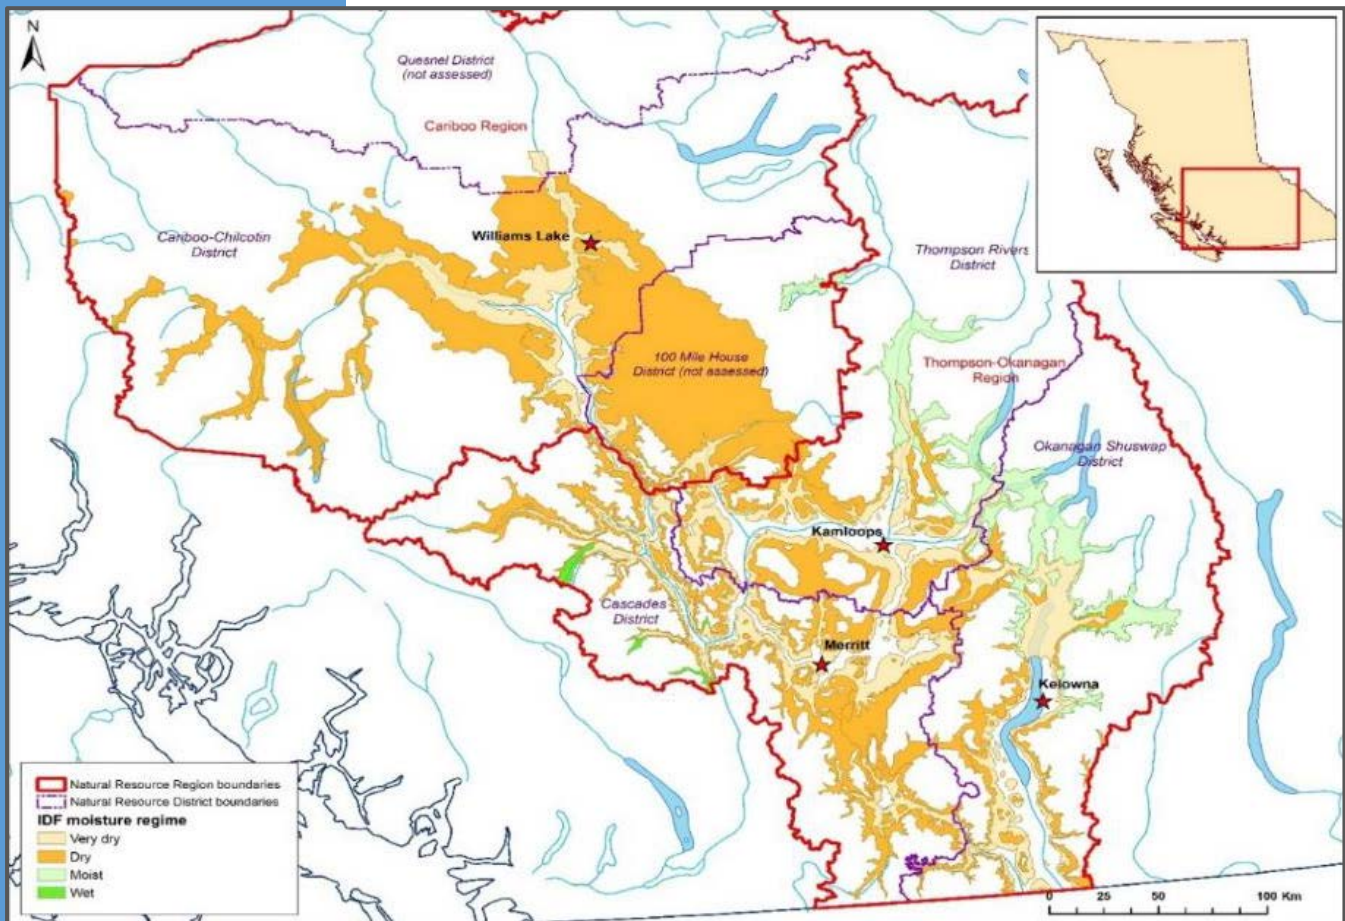 N
Quesnel District
(not assessed)
Cariboo Region
Williams Lake
Cariboo-Chilcotin
District
Thompson Rivers
District
100 Mile House
District (not assessed)
Thompson-Okanagan
Region
Okanagan Shuswap
District
Kamloops
Cascades
District
Merritt
Kelowna
Natural Resource Region boundaries
Natural Resource District boundaries
IDF moisture regime
Very dry
Dry
Moist
Wet
0 25 50 100 Km